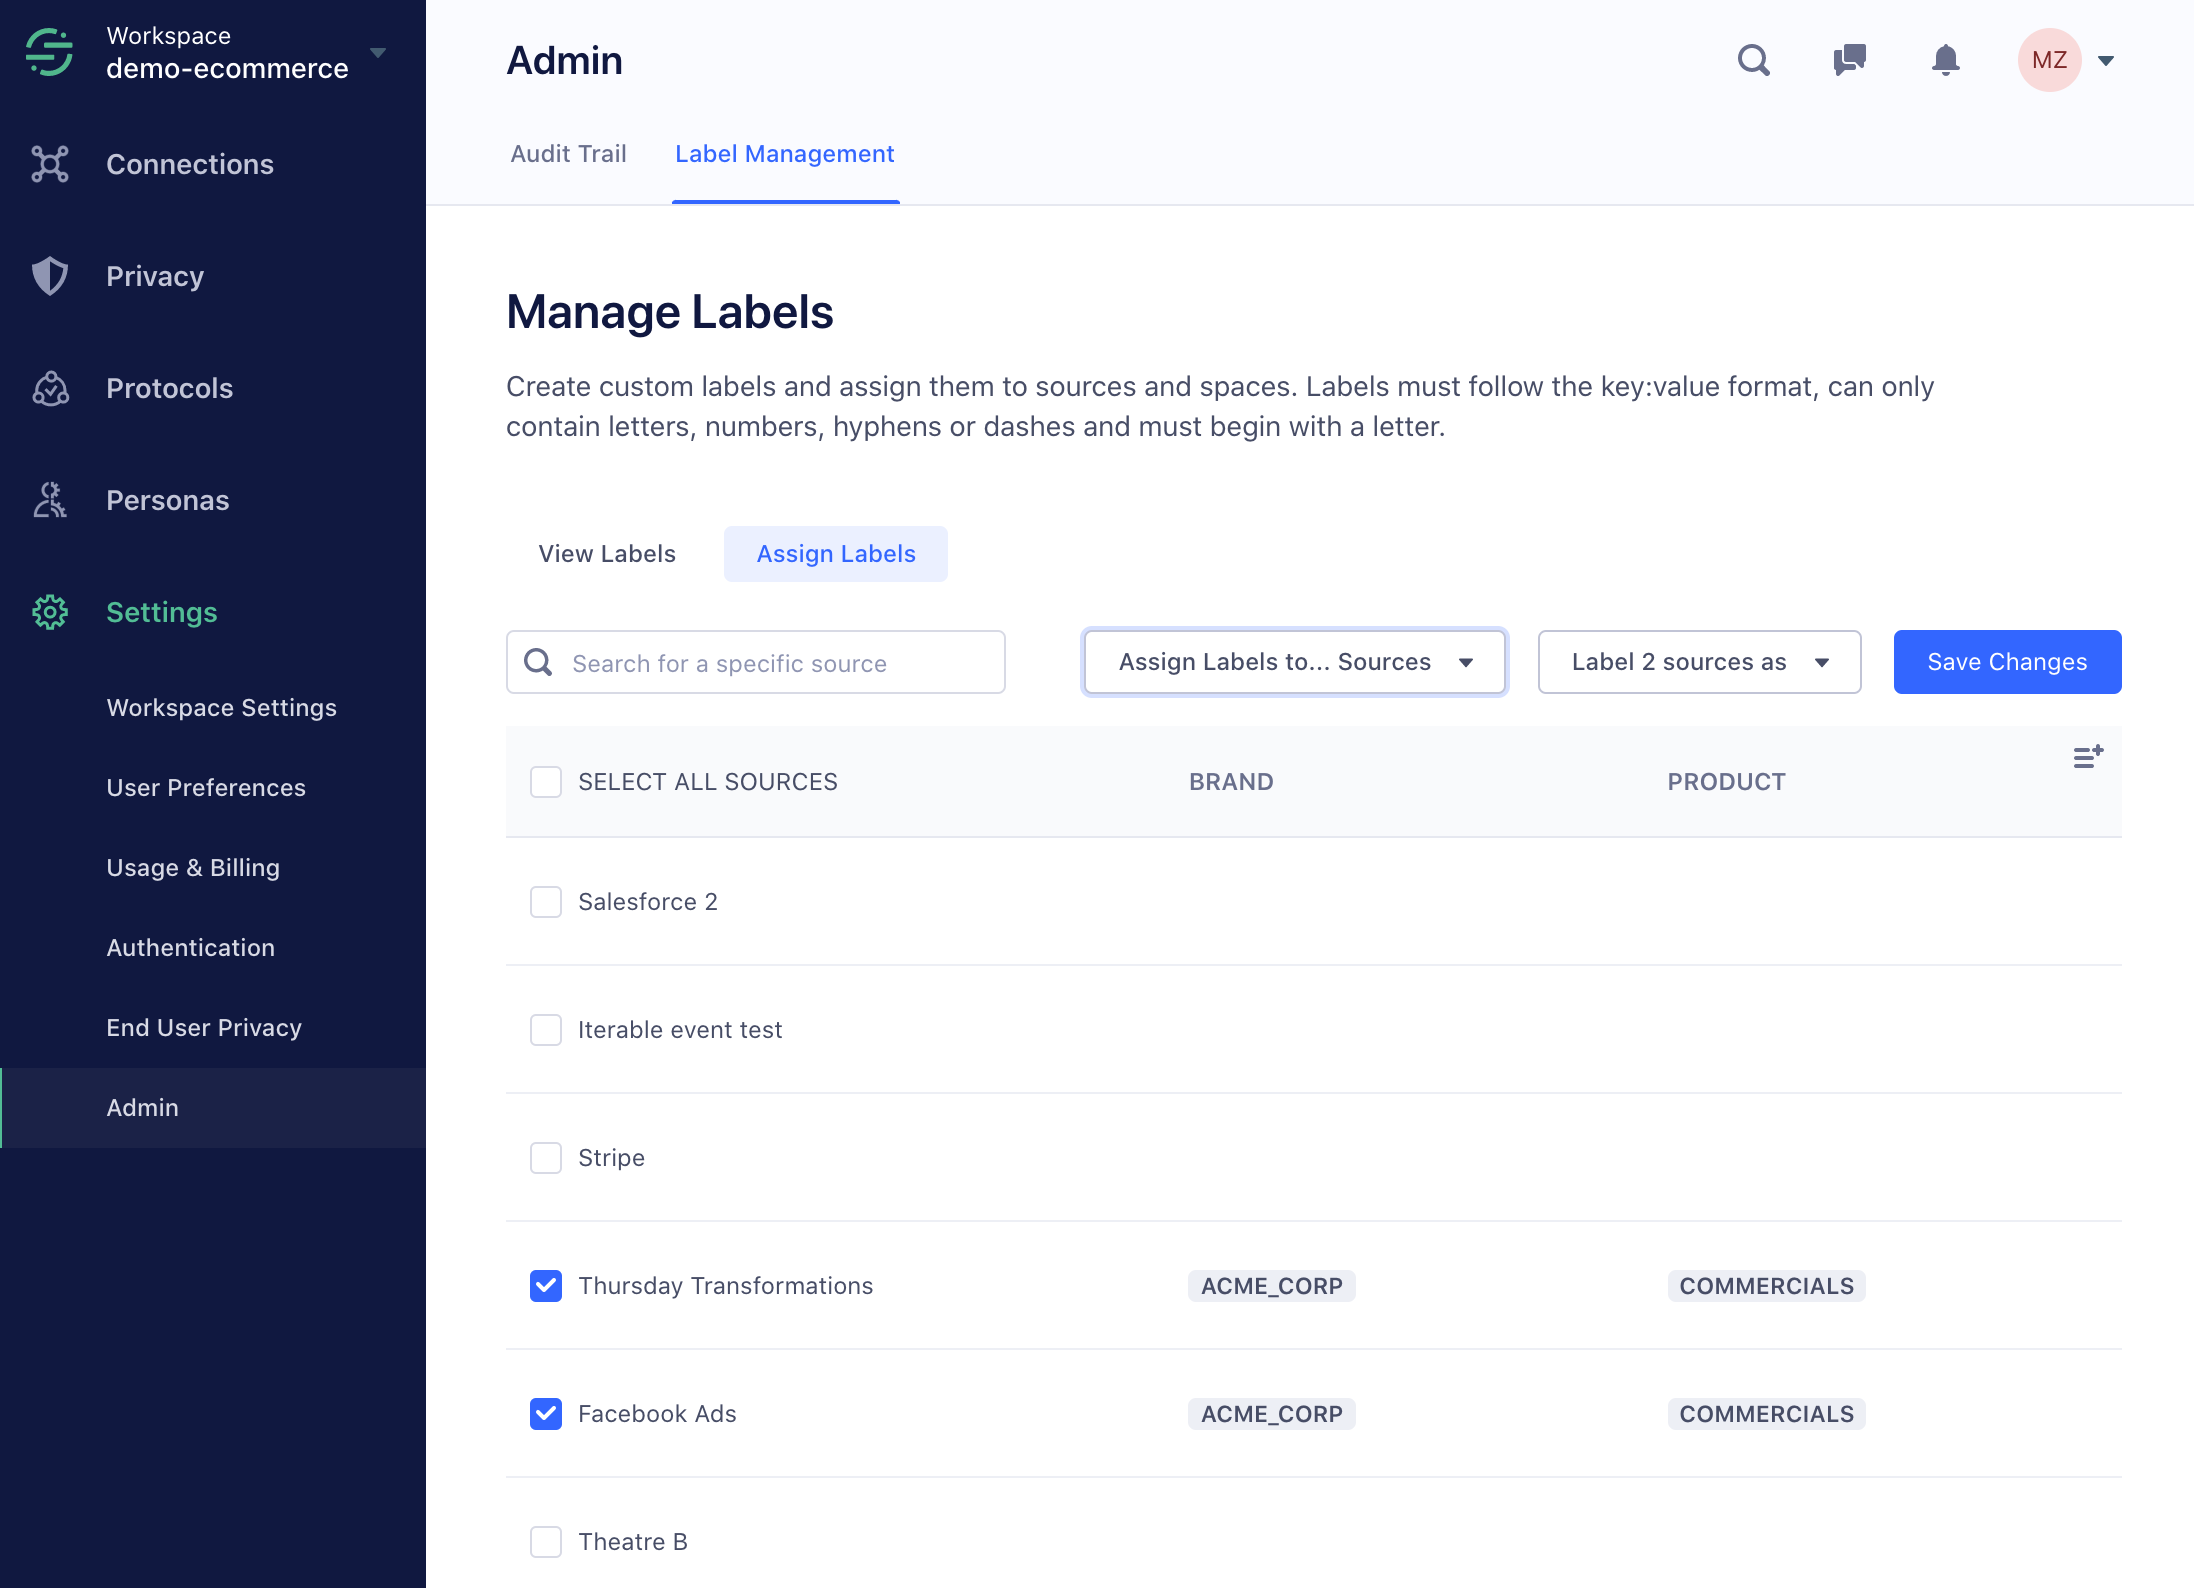 Workspace
demo-ecommerce
Connections
Privacy
Protocols
Personas
Settings
Workspace Settings
User Preferences
Usage & Billing
Authentication
End User Privacy
Admin
Admin
MZ
Audit Trail
Label Management
Manage Labels
Create custom labels and assign them to sources and spaces. Labels must follow the key:value format, can only
contain letters, numbers, hyphens or dashes and must begin with a letter.
View Labels
Assign Labels
Search for a specific source
Assign Labels to... Sources
Label 2 sources as
Save Changes
SELECT ALL SOURCES
BRAND
PRODUCT
Salesforce 2
Iterable event test
Stripe
Thursday Transformations
ACME_CORP
COMMERCIALS
Facebook Ads
ACME_CORP
COMMERCIALS
Theatre B